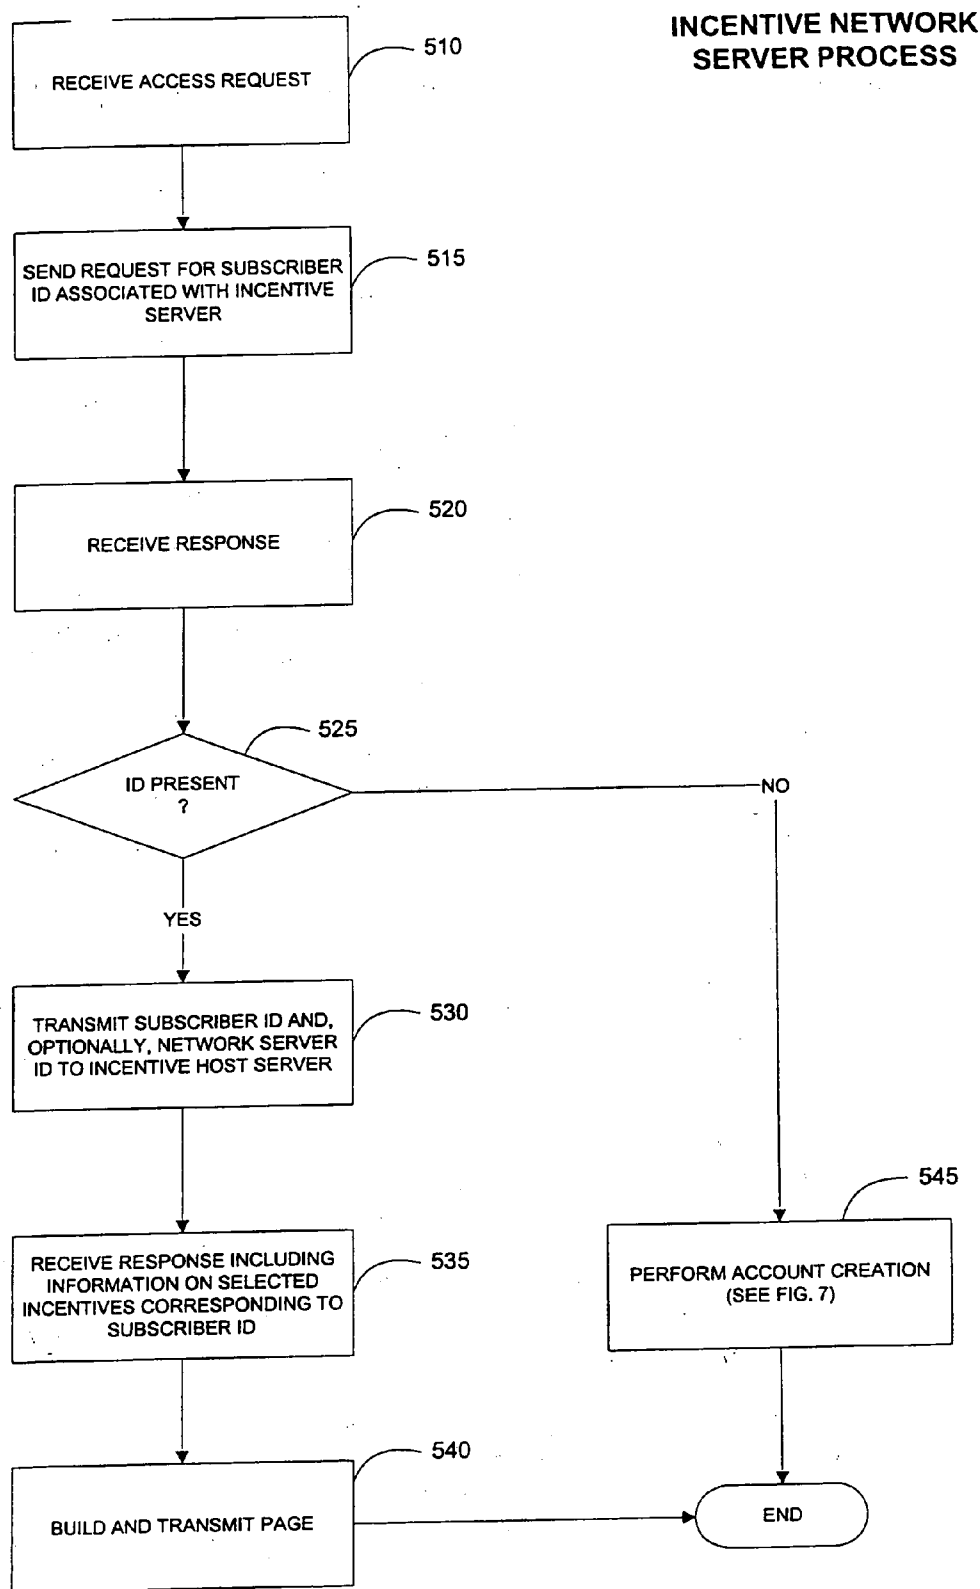 INCENTIVE NETWORK
SERVER PROCESS
510
RECEIVE ACCESS REQUEST
515
SEND REQUEST FOR SUBSCRIBER
ID ASSOCIATED WITH INCENTIVE
SERVER
520
RECEIVE RESPONSE
525
ID PRESENT
?
NO
YES
530
TRANSMIT SUBSCRIBER ID AND,
OPTIONALLY, NETWORK SERVER
ID TO INCENTIVE HOST SERVER
545
535
RECEIVE RESPONSE INCLUDING
INFORMATION ON SELECTED
INCENTIVES CORRESPONDING TO
SUBSCRIBER ID
PERFORM ACCOUNT CREATION
(SEE FIG. 7)
540
BUILD AND TRANSMIT PAGE
END